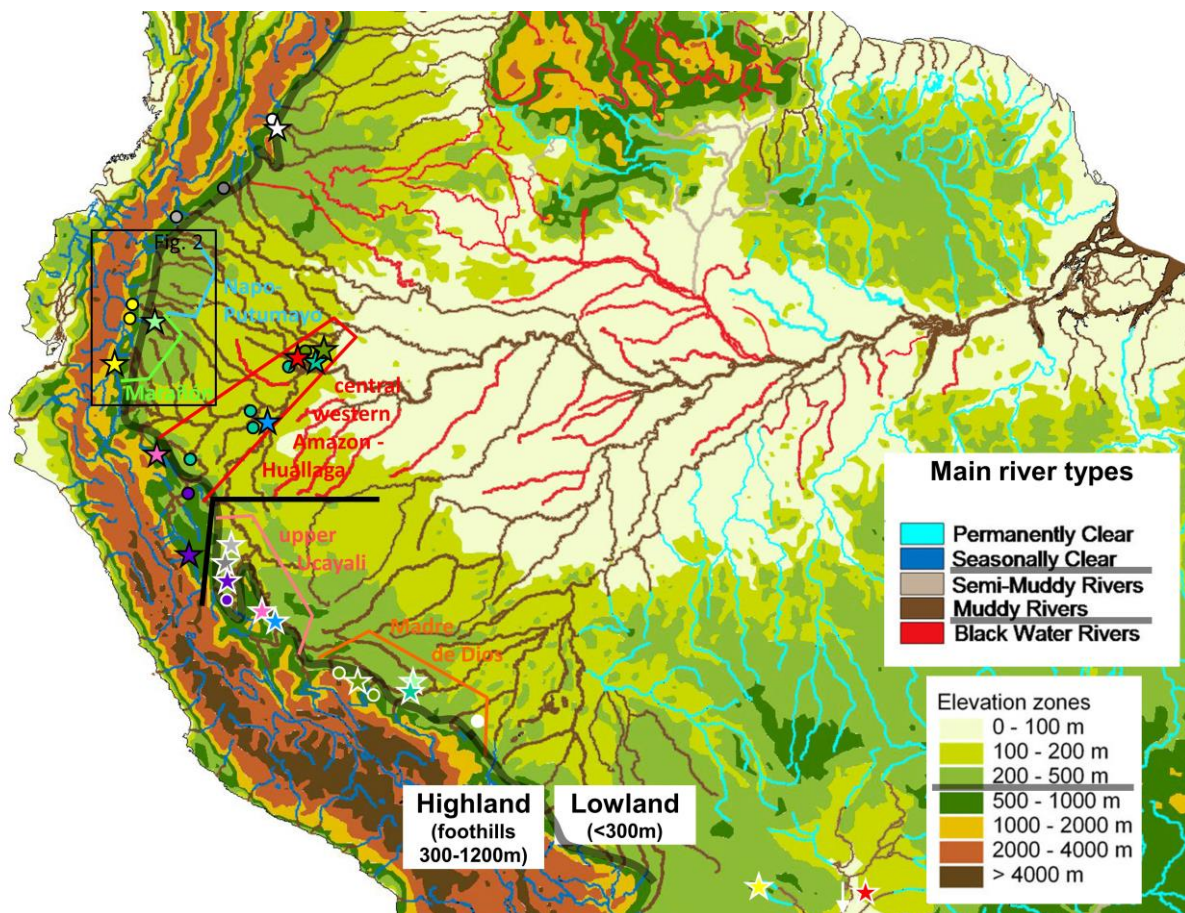 Fig. 2
Napo-
Putumayo
Marañón
central
western
Amazon -
Huallaga
upper
Ucayali
Madre
de Dios
Highland
(foothills
300-1200m)
Lowland
(<300m)
Main river types
Permanently Clear
Seasonally Clear
Semi-Muddy Rivers
Muddy Rivers
Black Water Rivers
Elevation zones
0 - 100 m
100 - 200 m
200 - 500 m
500 - 1000 m
1000 - 2000 m
2000 - 4000 m
> 4000 m